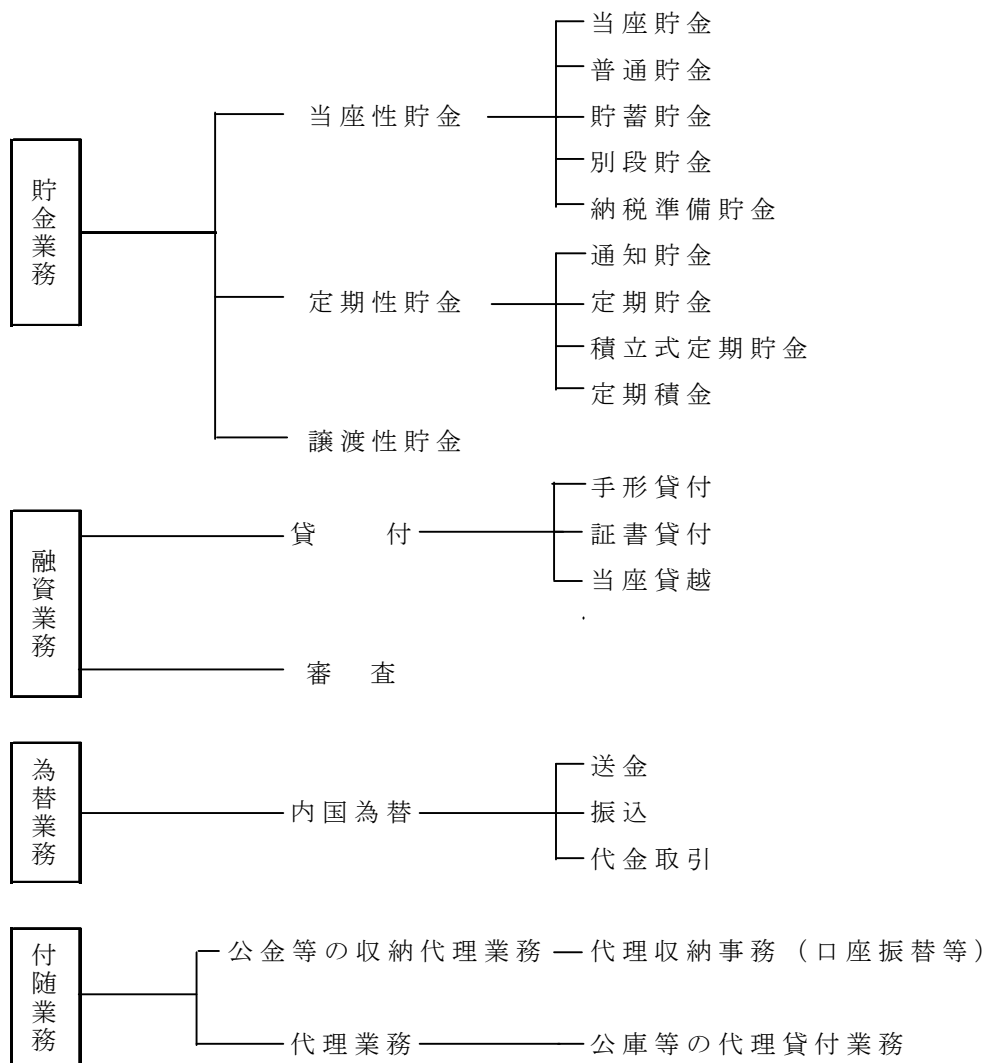 貯金業務
当座性貯金
当座貯金
普通貯金
貯蓄貯金
別段貯金
納税準備貯金
定期性貯金
通知貯金
定期貯金
積立式定期貯金
定期積金
譲渡性貯金
融資業務
貸付
手形貸付
証書貸付
当座貸越
審査
為替業務
内国為替
送金
振込
代金取引
付随業務
公金等の収納代理業務
代理収納事務（口座振替等）
代理業務
公庫等の代理貸付業務